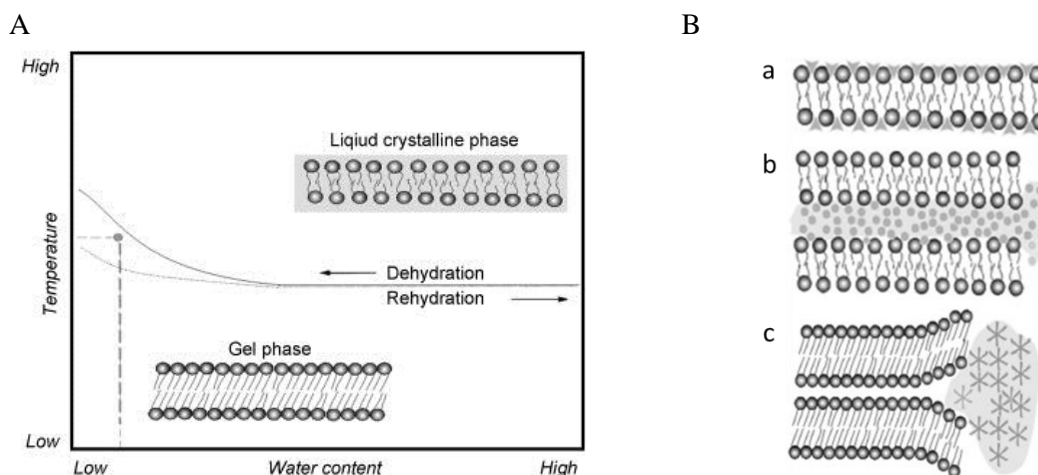 A
B
High
Liqiud crystalline phase
Temperature
Dehydration
Rehydration
Gel phase
Low
Low
Water content
High
a
b
c